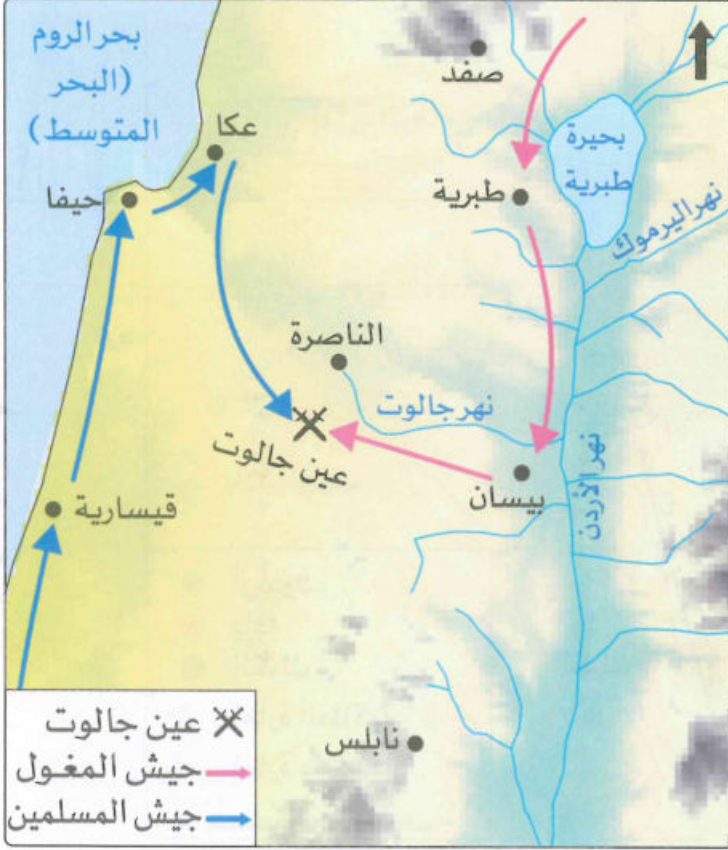 بحر الروم
(البحر
المتوسط)
صفد
عكا
بحيرة
طبرية
حيفا
طبرية
نهر اليرموك
الناصرة
نهر جالوت
عين جالوت
بيسان
نهر الأردن
قيسارية
نابلس
عين جالوت
جيش المغول
جيش المسلمين